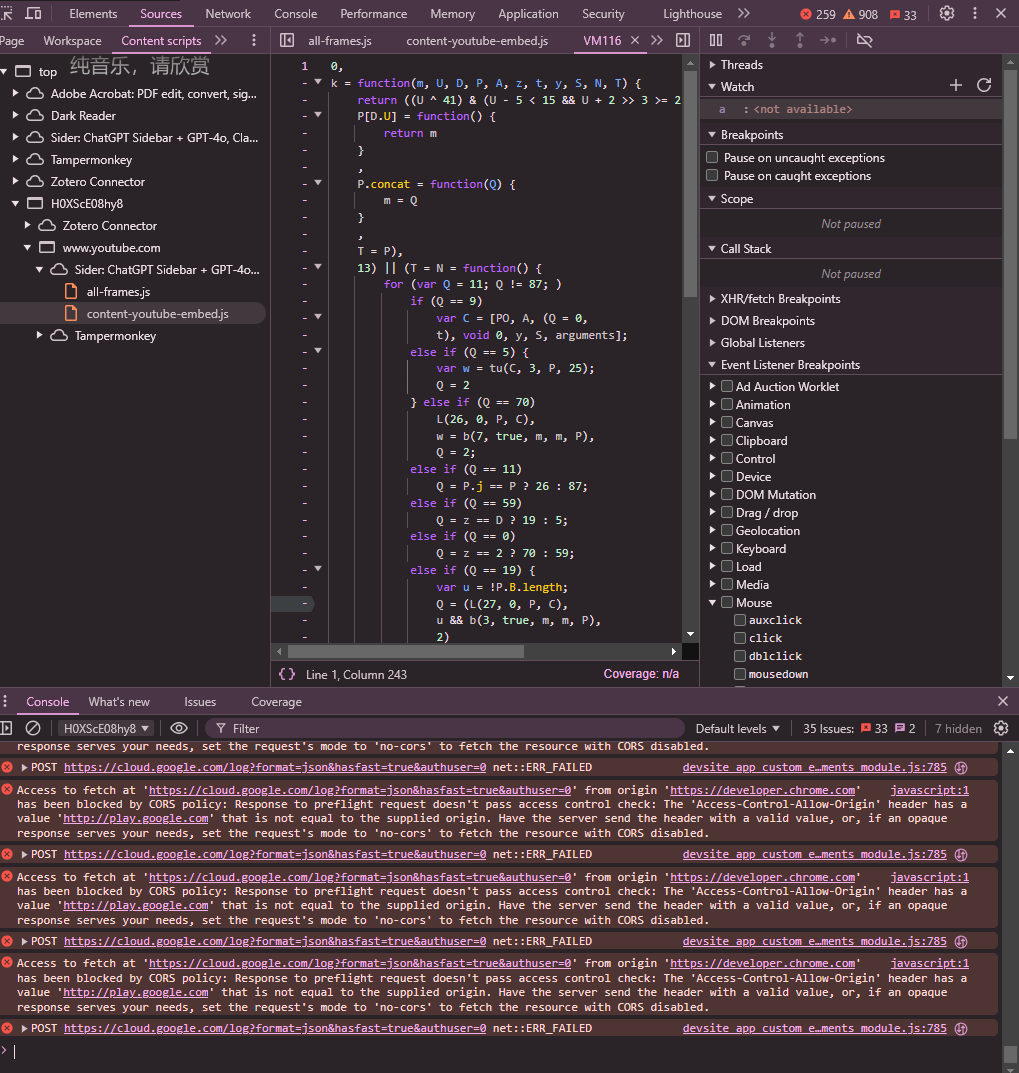 Elements Sources Network Console Performance Memory Application Security Lighthouse 259 908 33
Page Workspace Content scripts
all-frames.js content-youtube-embed.js VM116
top
纯音乐，请欣赏
Adobe Acrobat: PDF edit, convert, sig...
Dark Reader
Sider: ChatGPT Sidebar + GPT-4o, Cla...
Tampermonkey
Zotero Connector
H0XScE08hy8
Zotero Connector
www.youtube.com
Sider: ChatGPT Sidebar + GPT-4o...
all-frames.js
content-youtube-embed.js
Tampermonkey
1 0,
- k = function(m, U, D, P, A, z, t, y, S, N, T) {
- return ((U ^ 41) & (U - 5 < 15 && U + 2 >> 3 >= 2
- P[D.U] = function() {
- return m
- }
- ,
- P.concat = function(Q) {
- m = Q
- }
- ,
- T = P),
- 13) || (T = N = function() {
- for (var Q = 11; Q != 87; )
- if (Q == 9)
- var C = [PO, A, (Q = 0,
- t), void 0, y, S, arguments];
- else if (Q == 5) {
- var w = tu(C, 3, P, 25);
- Q = 2
- } else if (Q == 70)
- L(26, 0, P, C),
- w = b(7, true, m, m, P),
- Q = 2;
- else if (Q == 11)
- Q = P.j == P ? 26 : 87;
- else if (Q == 59)
- Q = z == D ? 19 : 5;
- else if (Q == 0)
- Q = z == 2 ? 70 : 59;
- else if (Q == 19) {
- var u = !P.B.length;
- Q = (L(27, 0, P, C),
- u && b(3, true, m, m, P),
- 2)
{ } Line 1, Column 243 Coverage: n/a
Threads
Watch
a : <not available>
Breakpoints
Pause on uncaught exceptions
Pause on caught exceptions
Scope
Not paused
Call Stack
Not paused
XHR/fetch Breakpoints
DOM Breakpoints
Global Listeners
Event Listener Breakpoints
Ad Auction Worklet
Animation
Canvas
Clipboard
Control
Device
DOM Mutation
Drag / drop
Geolocation
Keyboard
Load
Media
Mouse
auxclick
click
dblclick
mousedown
Console What's new Issues Coverage
H0XScE08hy8 Filter Default levels 35 Issues: 33 2 7 hidden
response serves your needs, set the request's mode to 'no-cors' to fetch the resource with CORS disabled.
POST https://cloud.google.com/log?format=json&hasfast=true&authuser=0 net::ERR_FAILED devsite app custom e…ments module.js:785
Access to fetch at 'https://cloud.google.com/log?format=json&hasfast=true&authuser=0' from origin 'https://developer.chrome.com' javascript:1
has been blocked by CORS policy: Response to preflight request doesn't pass access control check: The 'Access-Control-Allow-Origin' header has a
value 'http://play.google.com' that is not equal to the supplied origin. Have the server send the header with a valid value, or, if an opaque
response serves your needs, set the request's mode to 'no-cors' to fetch the resource with CORS disabled.
POST https://cloud.google.com/log?format=json&hasfast=true&authuser=0 net::ERR_FAILED devsite app custom e…ments module.js:785
Access to fetch at 'https://cloud.google.com/log?format=json&hasfast=true&authuser=0' from origin 'https://developer.chrome.com' javascript:1
has been blocked by CORS policy: Response to preflight request doesn't pass access control check: The 'Access-Control-Allow-Origin' header has a
value 'http://play.google.com' that is not equal to the supplied origin. Have the server send the header with a valid value, or, if an opaque
response serves your needs, set the request's mode to 'no-cors' to fetch the resource with CORS disabled.
POST https://cloud.google.com/log?format=json&hasfast=true&authuser=0 net::ERR_FAILED devsite app custom e…ments module.js:785
Access to fetch at 'https://cloud.google.com/log?format=json&hasfast=true&authuser=0' from origin 'https://developer.chrome.com' javascript:1
has been blocked by CORS policy: Response to preflight request doesn't pass access control check: The 'Access-Control-Allow-Origin' header has a
value 'http://play.google.com' that is not equal to the supplied origin. Have the server send the header with a valid value, or, if an opaque
response serves your needs, set the request's mode to 'no-cors' to fetch the resource with CORS disabled.
POST https://cloud.google.com/log?format=json&hasfast=true&authuser=0 net::ERR_FAILED devsite app custom e…ments module.js:785